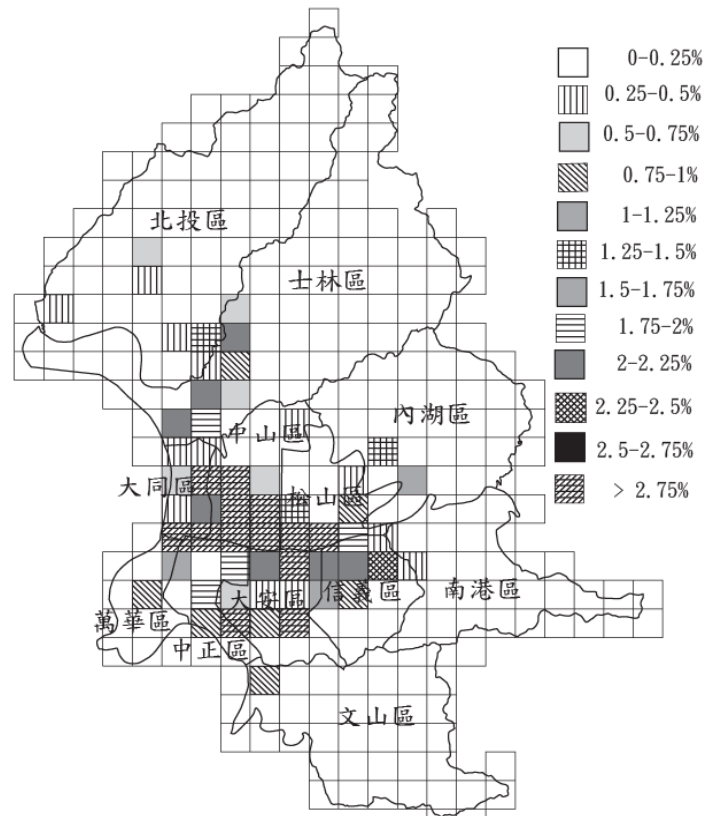 0-0.25%
0.25-0.5%
0.5-0.75%
0.75-1%
1-1.25%
1.25-1.5%
1.5-1.75%
1.75-2%
2-2.25%
2.25-2.5%
2.5-2.75%
> 2.75%
北投區
士林區
內湖區
中山區
大同區
松山區
大安區
信義區
南港區
萬華區
中正區
文山區